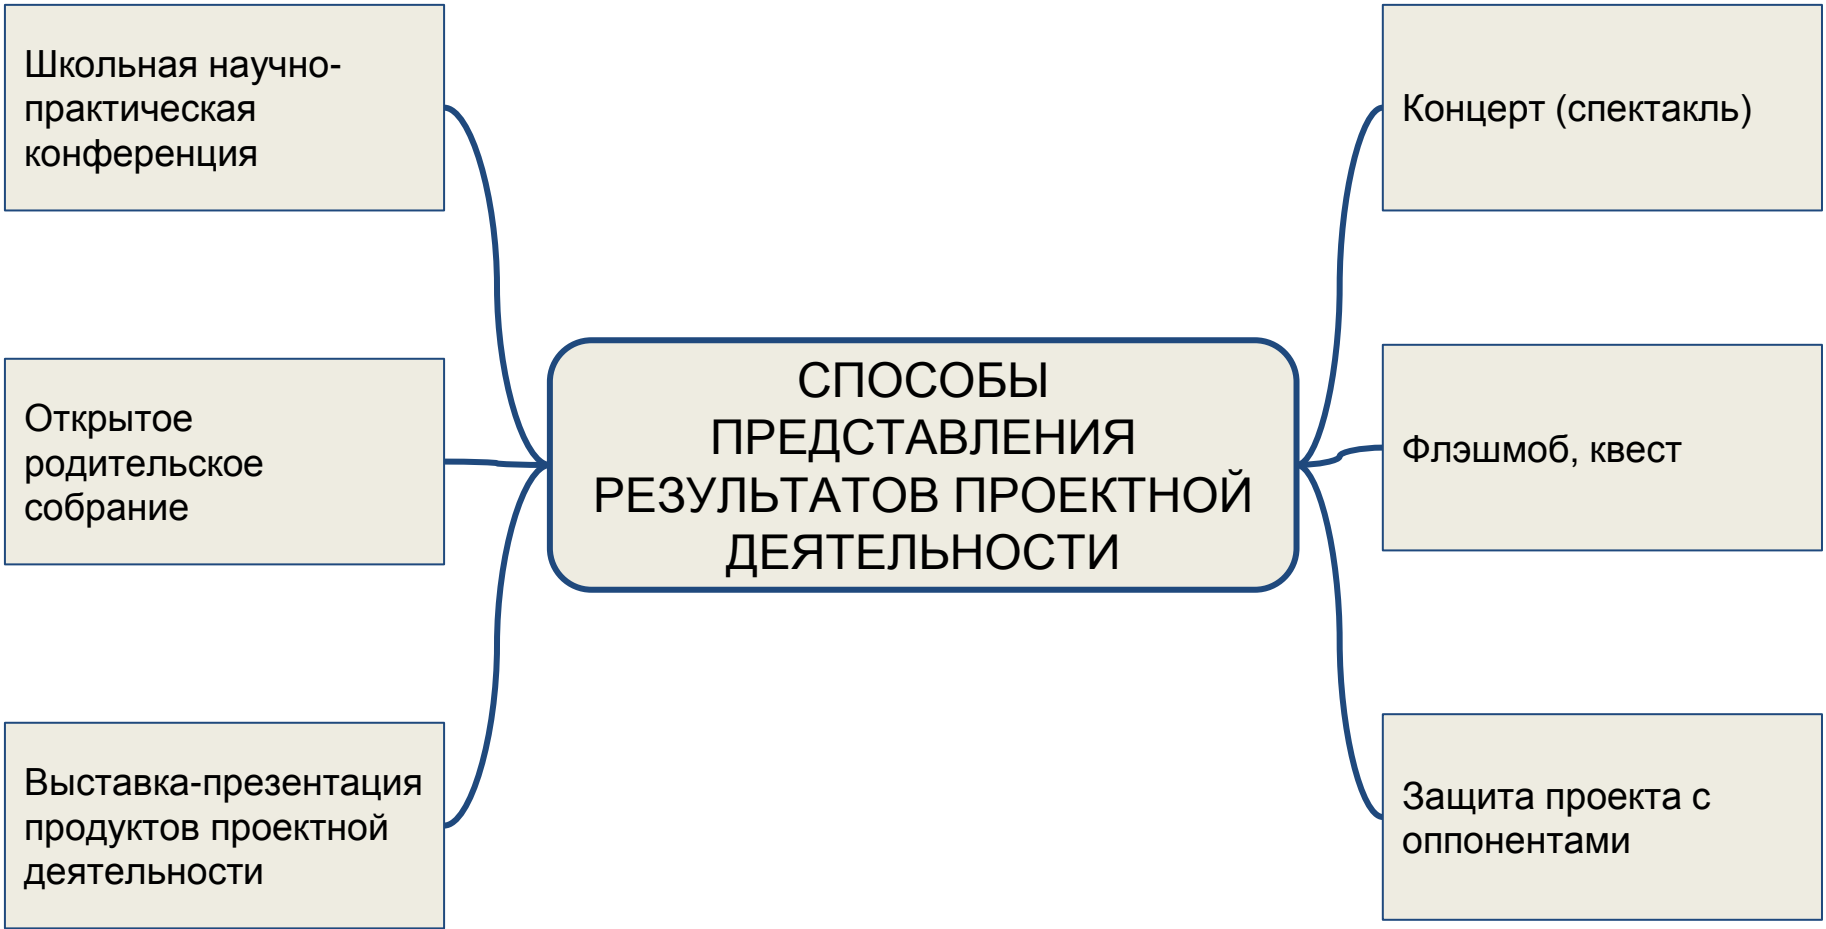 Школьная научно-
практическая
конференция
Концерт (спектакль)
Открытое
родительское
собрание
СПОСОБЫ
ПРЕДСТАВЛЕНИЯ
РЕЗУЛЬТАТОВ ПРОЕКТНОЙ
ДЕЯТЕЛЬНОСТИ
Флэшмоб, квест
Выставка-презентация
продуктов проектной
деятельности
Защита проекта с
оппонентами